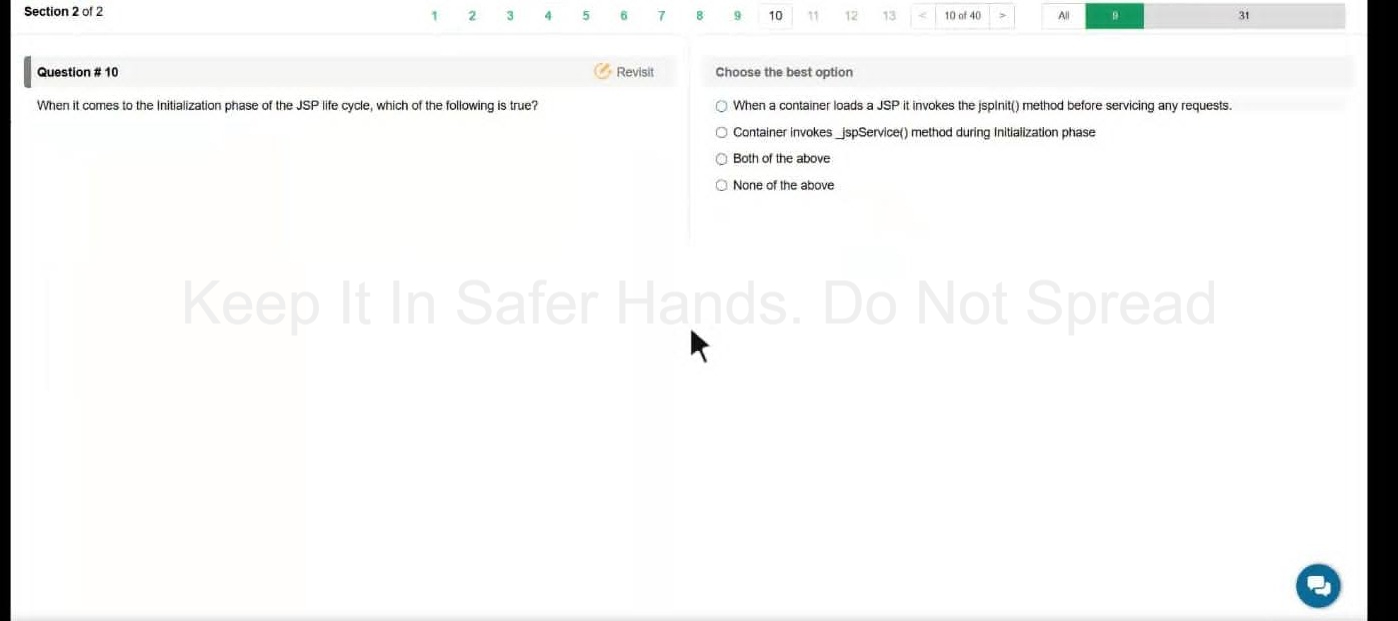 Section 2 of 2
1 2 3 4 5 6 7 8 9 10 11 12 13 < 10 of 40 > All 9 31
Question # 10
Revisit
When it comes to the Initialization phase of the JSP life cycle, which of the following is true?
Choose the best option
When a container loads a JSP it invokes the jspInit() method before servicing any requests.
Container invokes _jspService() method during Initialization phase
Both of the above
None of the above
Keep It In Safer Hands. Do Not Spread